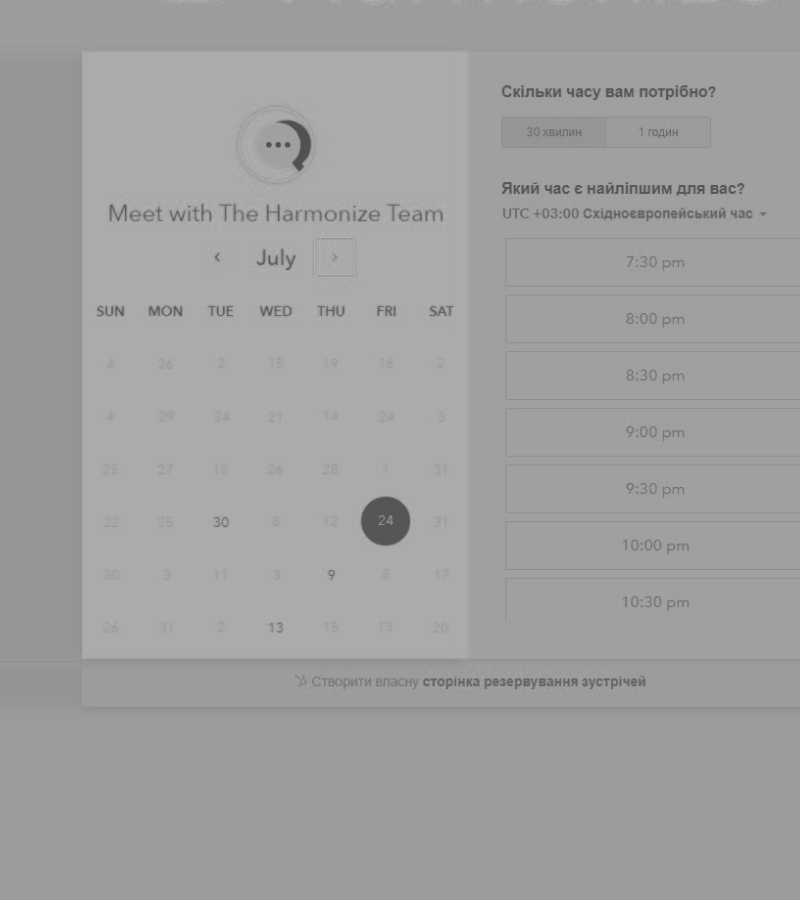 Meet with The Harmonize Team
July
SUN MON TUE WED THU FRI SAT
4 26 2 15 19 16 2
4 29 24 21 14 24 3
25 27 18 26 28 1 31
22 25 30 8 12 24 31
30 3 11 3 9 6 17
26 31 2 13 15 13 20
Скільки часу вам потрібно?
30 хвилин 1 годин
Який час є найліпшим для вас?
UTC +03:00 Східноєвропейський час
7:30 pm
8:00 pm
8:30 pm
9:00 pm
9:30 pm
10:00 pm
10:30 pm
Створити власну сторінка резервування зустрічей